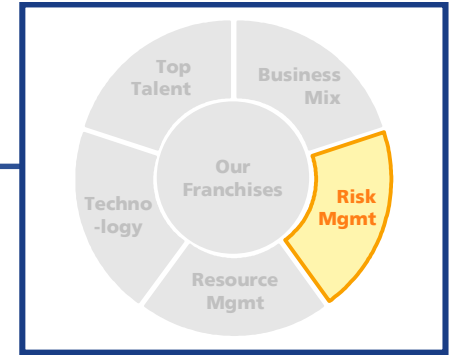 Top
Talent
Business
Mix
Our
Franchises
Risk
Mgmt
Techno
-logy
Resource
Mgmt